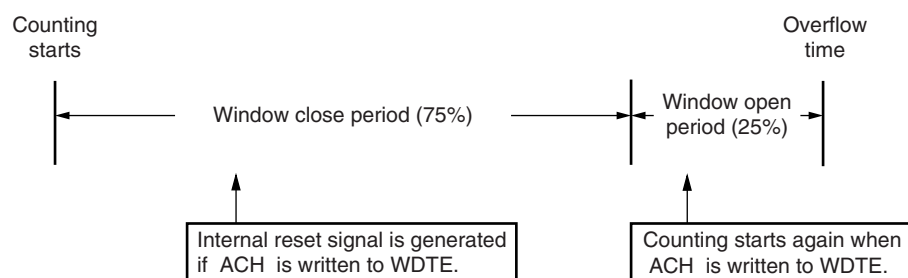 Counting
starts
Overflow
time
Window close period (75%)
Window open
period (25%)
Internal reset signal is generated
if ACH is written to WDTE.
Counting starts again when
ACH is written to WDTE.